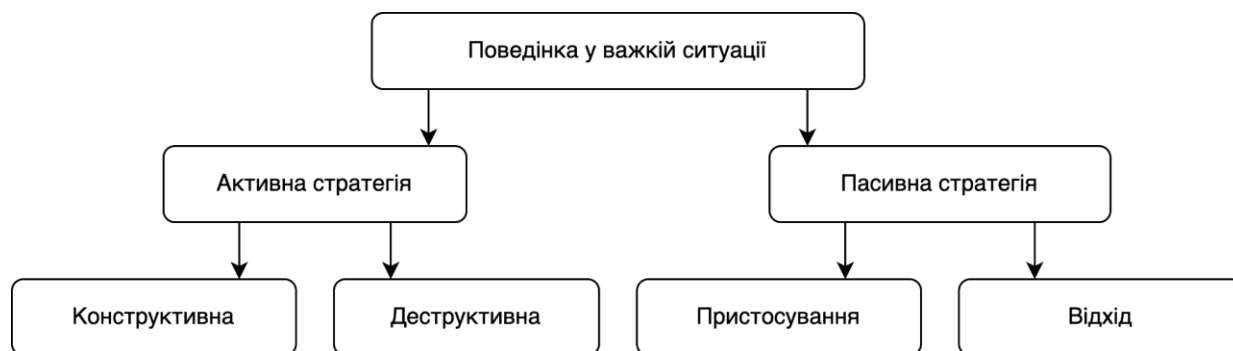 Поведінка у важкій ситуації
Активна стратегія
Пасивна стратегія
Конструктивна
Деструктивна
Пристосування
Відхід